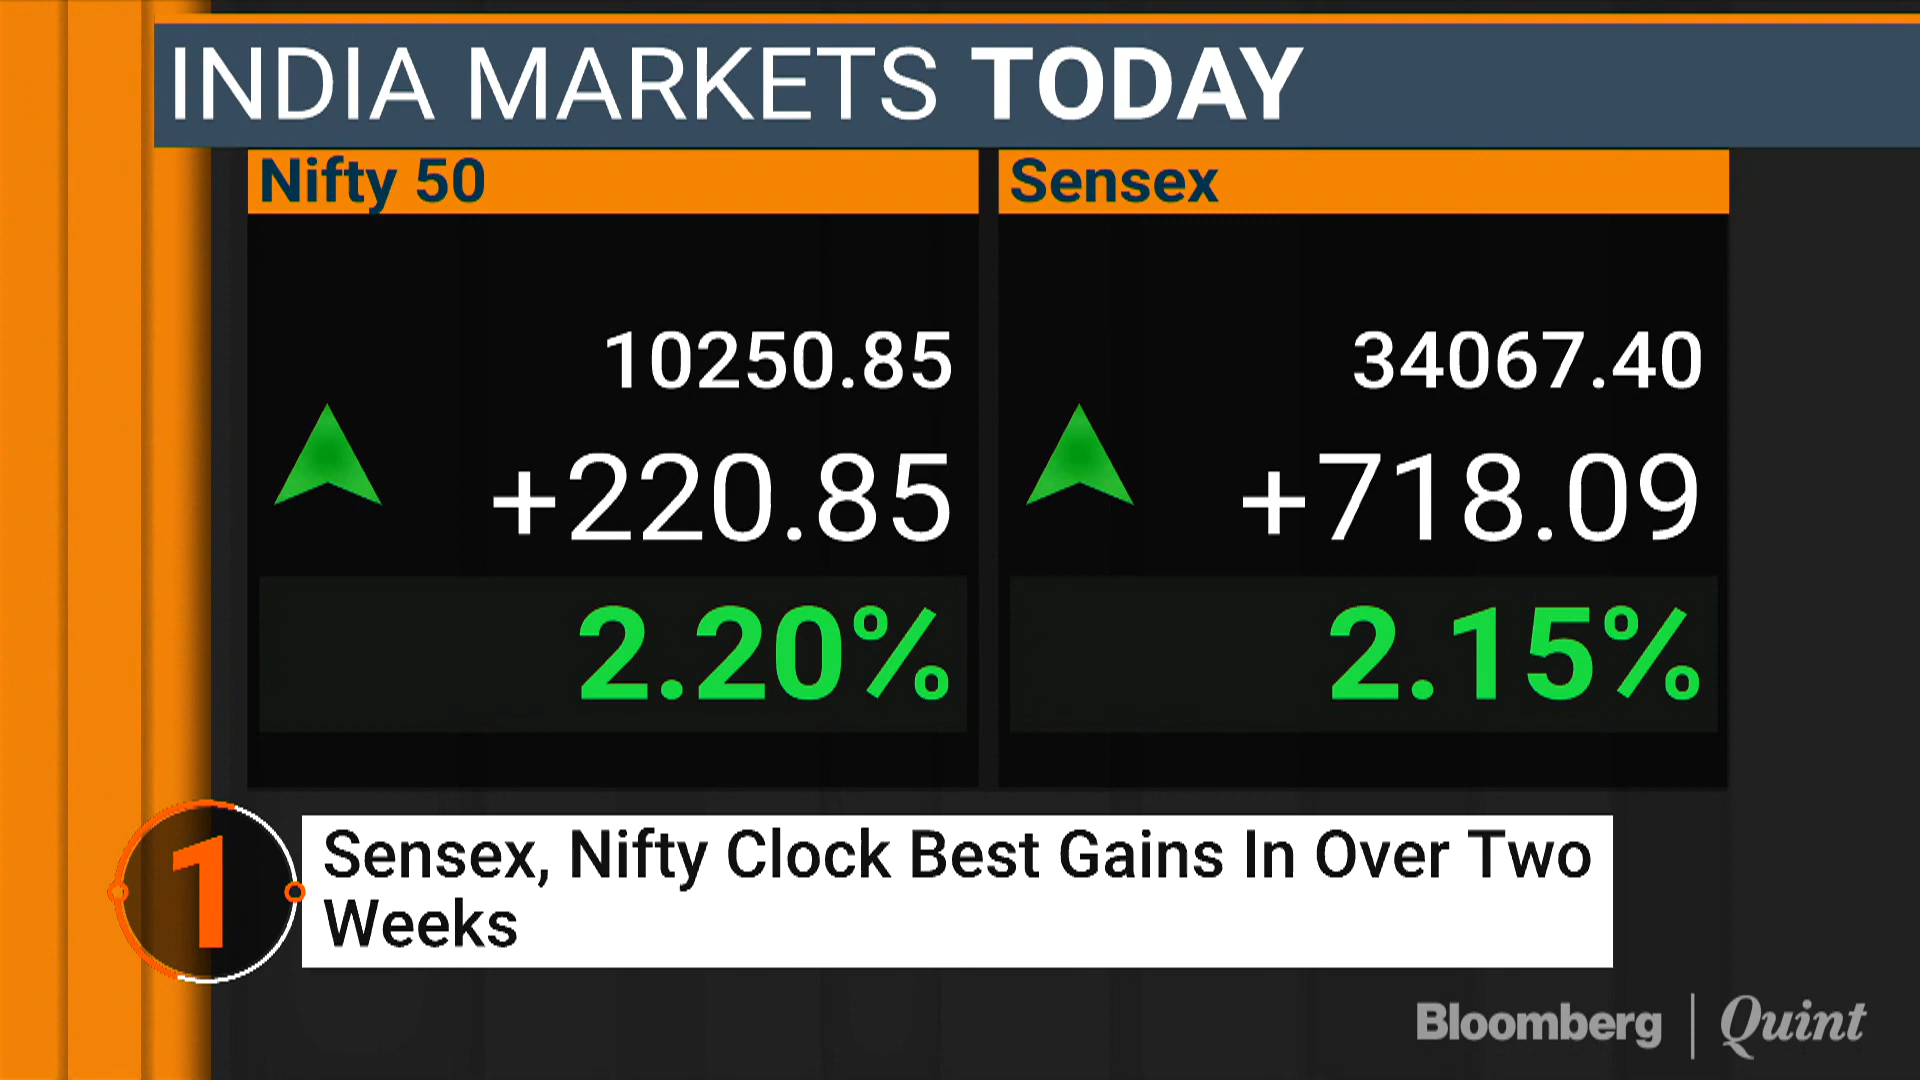 INDIA MARKETS TODAY
Nifty 50
10250.85
+220.85
2.20%
Sensex
34067.40
+718.09
2.15%
1
Sensex, Nifty Clock Best Gains In Over Two
Weeks
Bloomberg | Quint